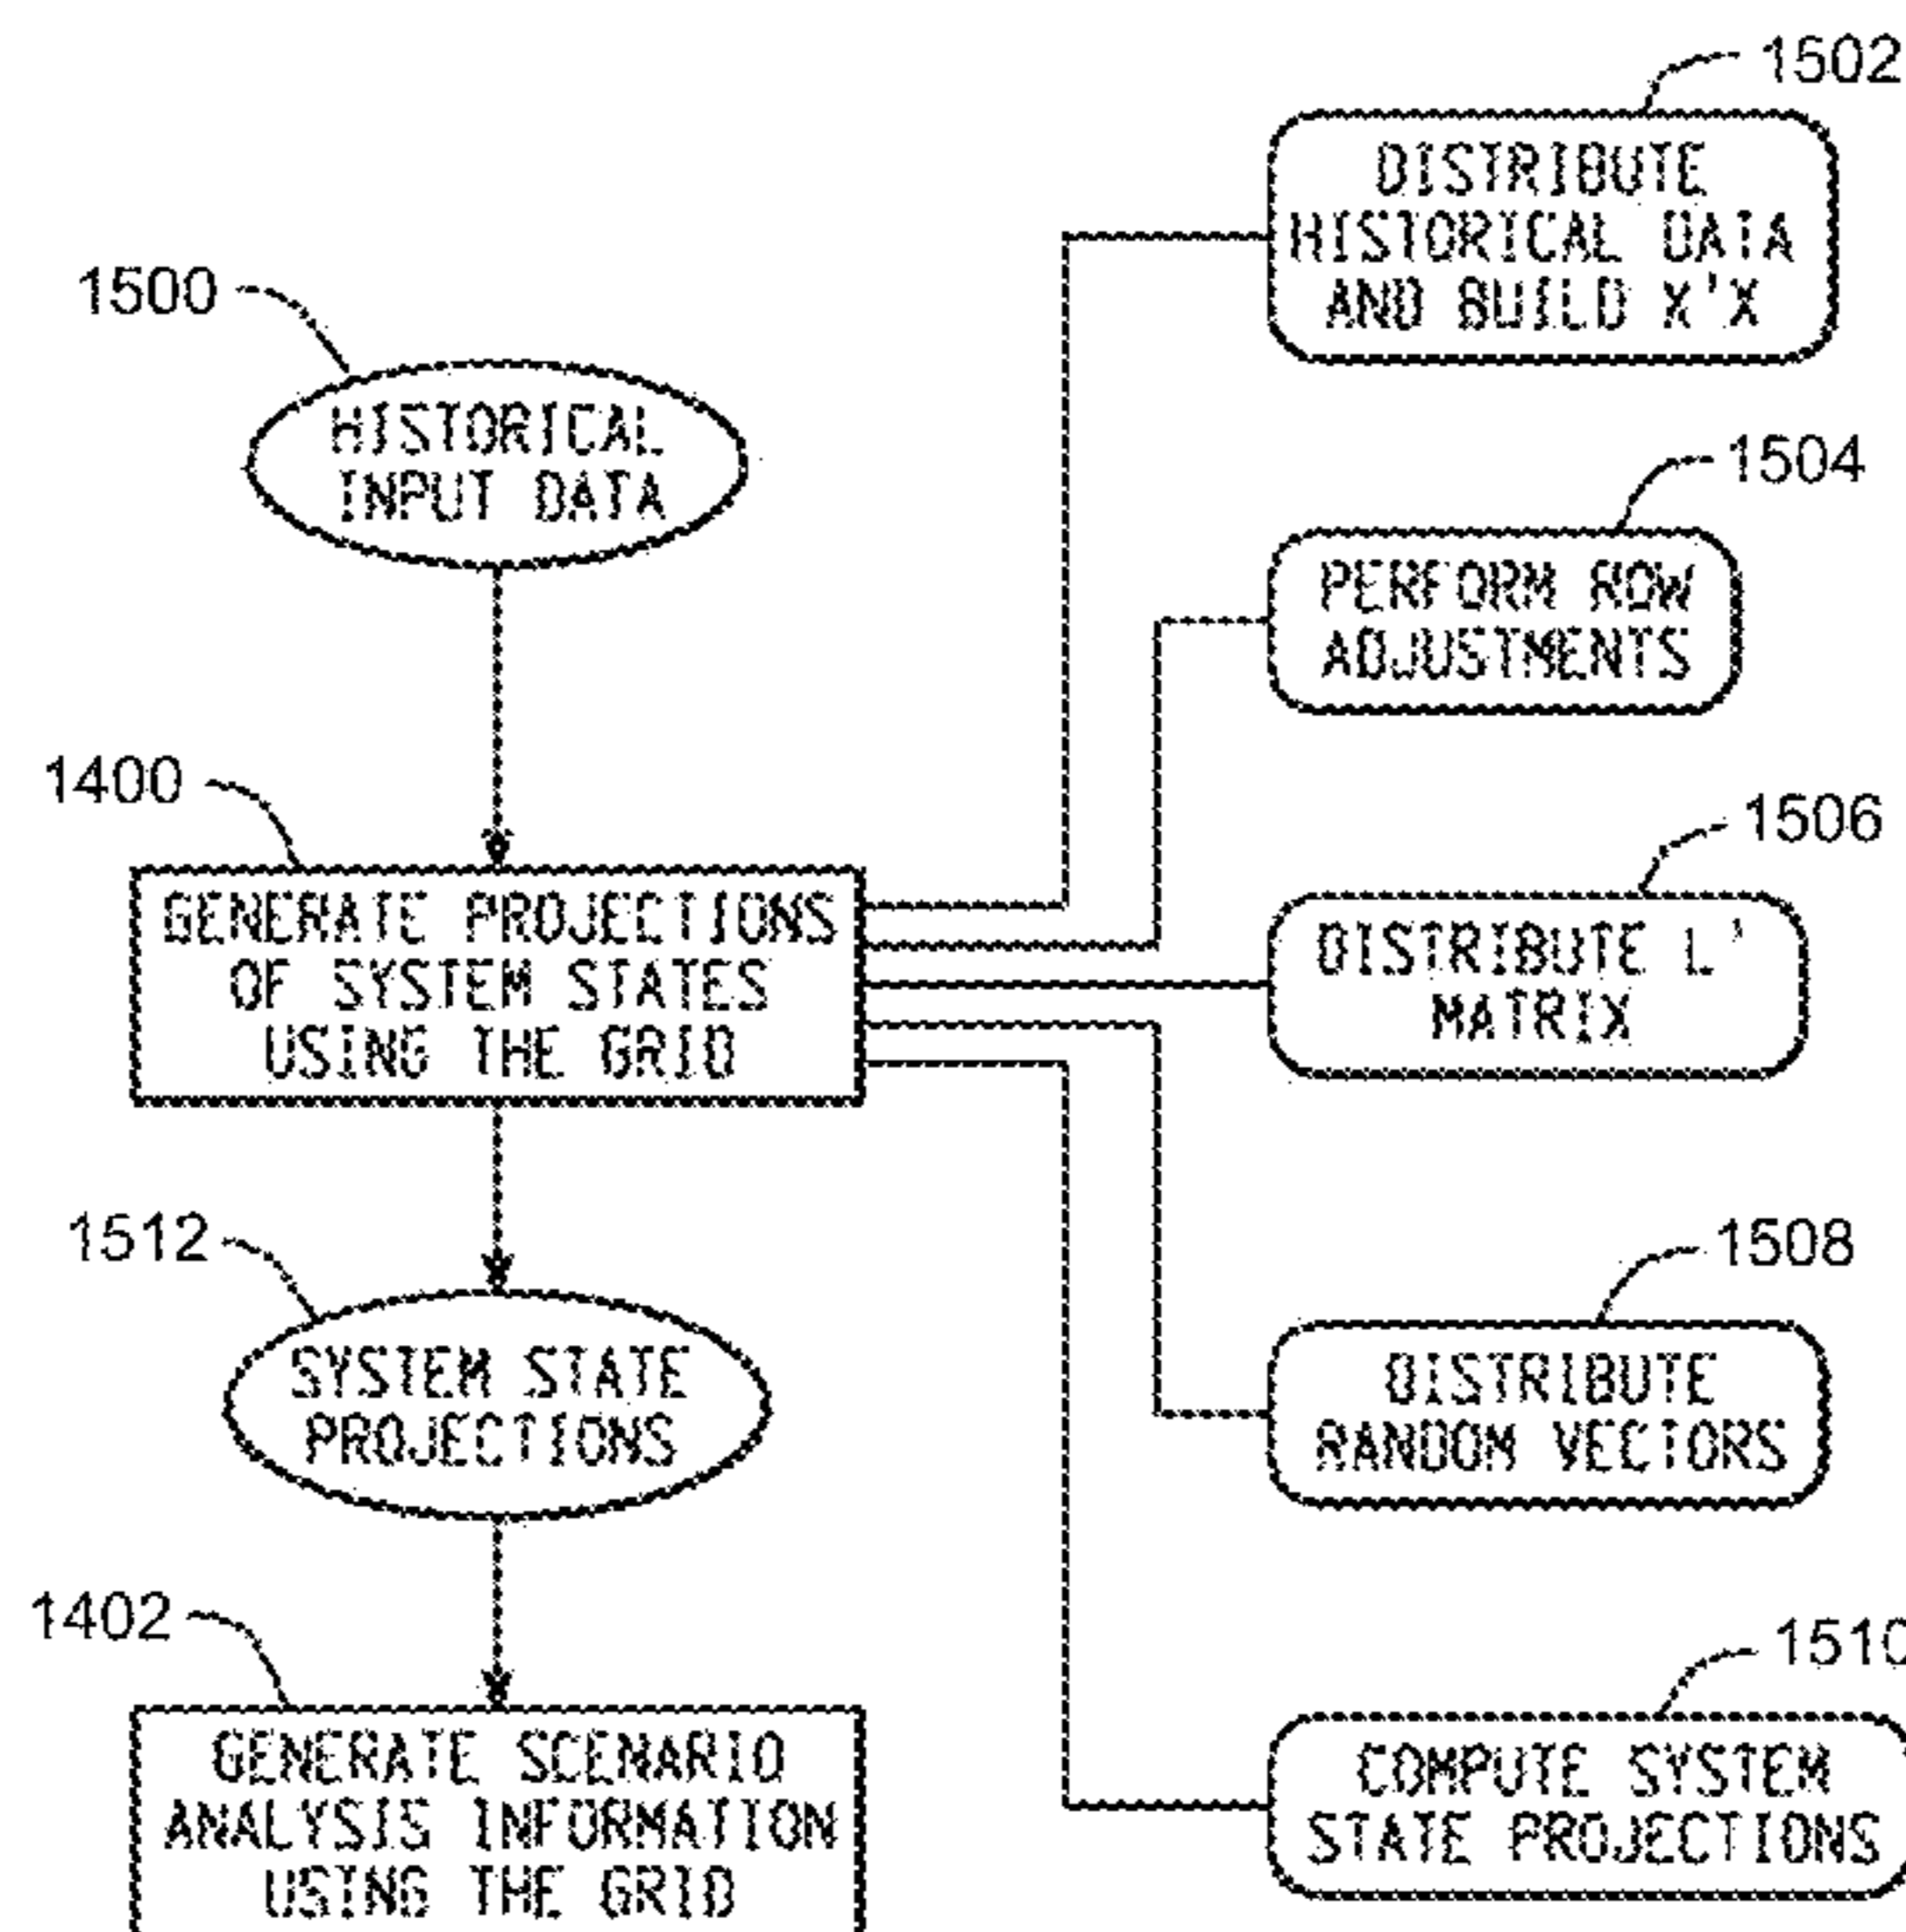 1500
HISTORICAL
INPUT DATA
1400
GENERATE PROJECTIONS
OF SYSTEM STATES
USING THE GRID
1512
SYSTEM STATE
PROJECTIONS
1402
GENERATE SCENARIO
ANALYSIS INFORMATION
USING THE GRID
1502
DISTRIBUTE
HISTORICAL DATA
AND BUILD X'X
1504
PERFORM ROW
ADJUSTMENTS
1506
DISTRIBUTE L'
MATRIX
1508
DISTRIBUTE
RANDOM VECTORS
1510
COMPUTE SYSTEM
STATE PROJECTIONS